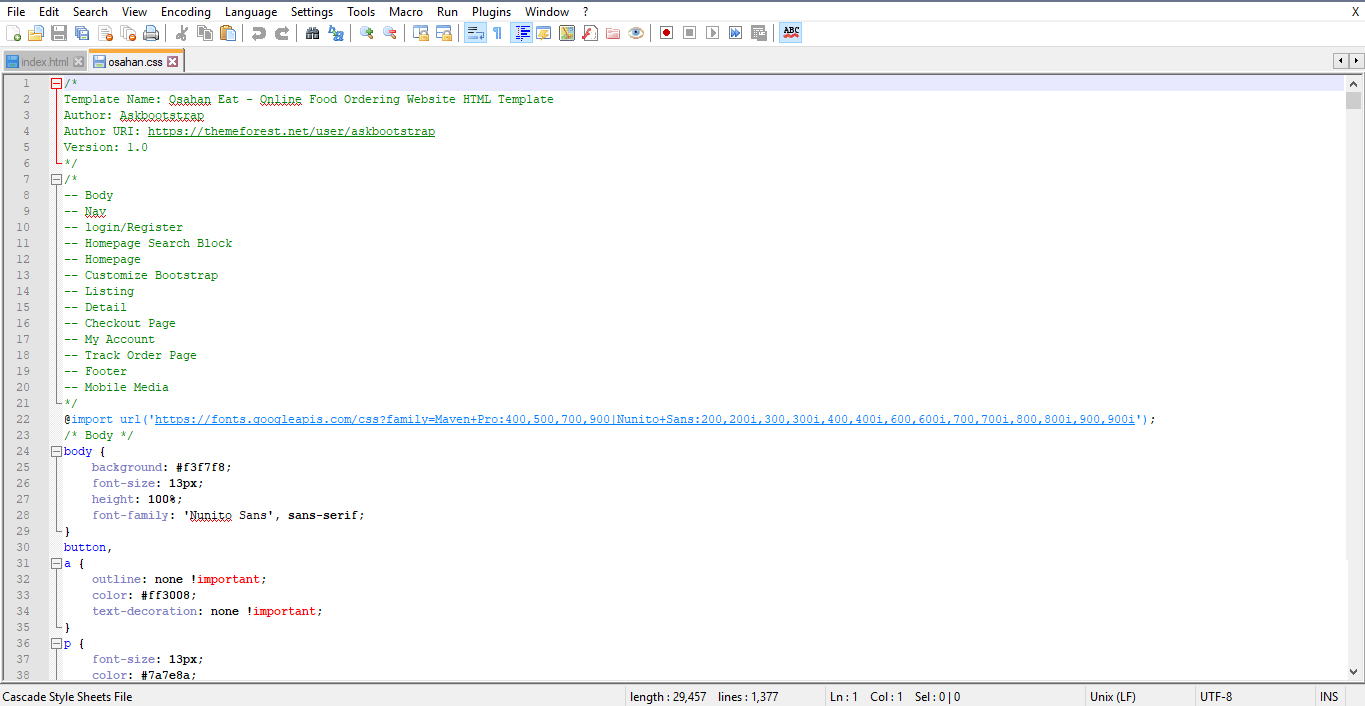 File Edit Search View Encoding Language Settings Tools Macro Run Plugins Window ? X
ABC
index.html osahan.css
1 /*
2 Template Name: Osahan Eat - Online Food Ordering Website HTML Template
3 Author: Askbootstrap
4 Author URI: https://themeforest.net/user/askbootstrap
5 Version: 1.0
6 */
7 /*
8 -- Body
9 -- Nav
10 -- login/Register
11 -- Homepage Search Block
12 -- Homepage
13 -- Customize Bootstrap
14 -- Listing
15 -- Detail
16 -- Checkout Page
17 -- My Account
18 -- Track Order Page
19 -- Footer
20 -- Mobile Media
21 */
22 @import url('https://fonts.googleapis.com/css?family=Maven+Pro:400,500,700,900|Nunito+Sans:200,200i,300,300i,400,400i,600,600i,700,700i,800,800i,900,900i');
23 /* Body */
24 body {
25 background: #f3f7f8;
26 font-size: 13px;
27 height: 100%;
28 font-family: 'Nunito Sans', sans-serif;
29 }
30 button,
31 a {
32 outline: none !important;
33 color: #ff3008;
34 text-decoration: none !important;
35 }
36 p {
37 font-size: 13px;
38 color: #7a7e8a;
Cascade Style Sheets File length : 29,457 lines : 1,377 Ln : 1 Col : 1 Sel : 0 | 0 Unix (LF) UTF-8 INS